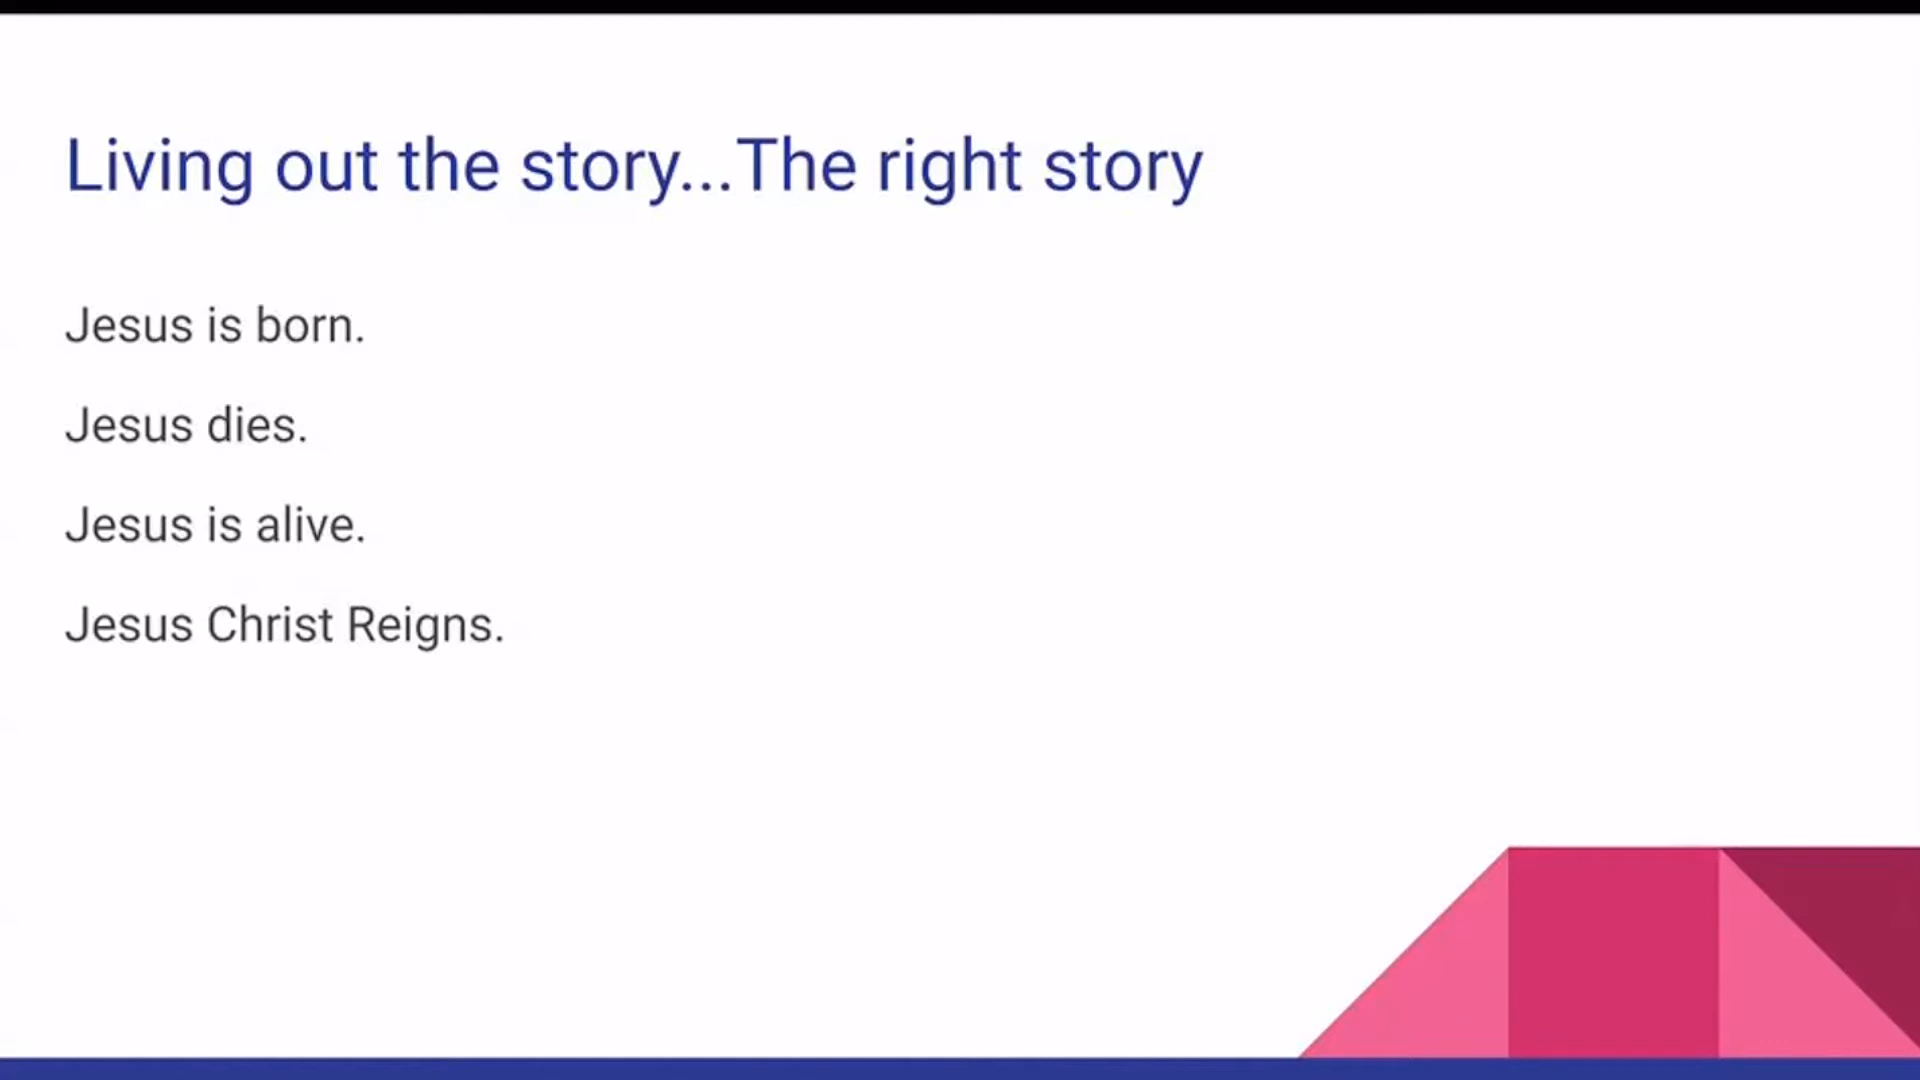 Living out the story...The right story
Jesus is born.
Jesus dies.
Jesus is alive.
Jesus Christ Reigns.